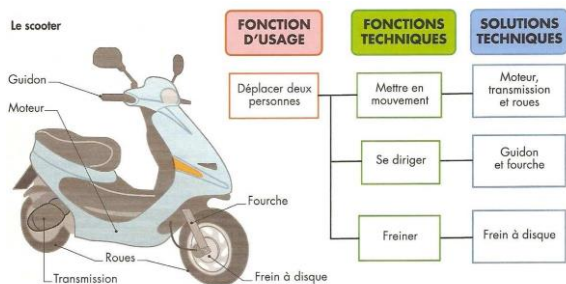 Le scooter
Guidon
Moteur
Fourche
Roues
Transmission
Frein à disque
FONCTION
D'USAGE
FONCTIONS
TECHNIQUES
SOLUTIONS
TECHNIQUES
Déplacer deux
personnes
Mettre en
mouvement
Moteur,
transmission
et roues
Se diriger
Guidon
et fourche
Freiner
Frein à disque